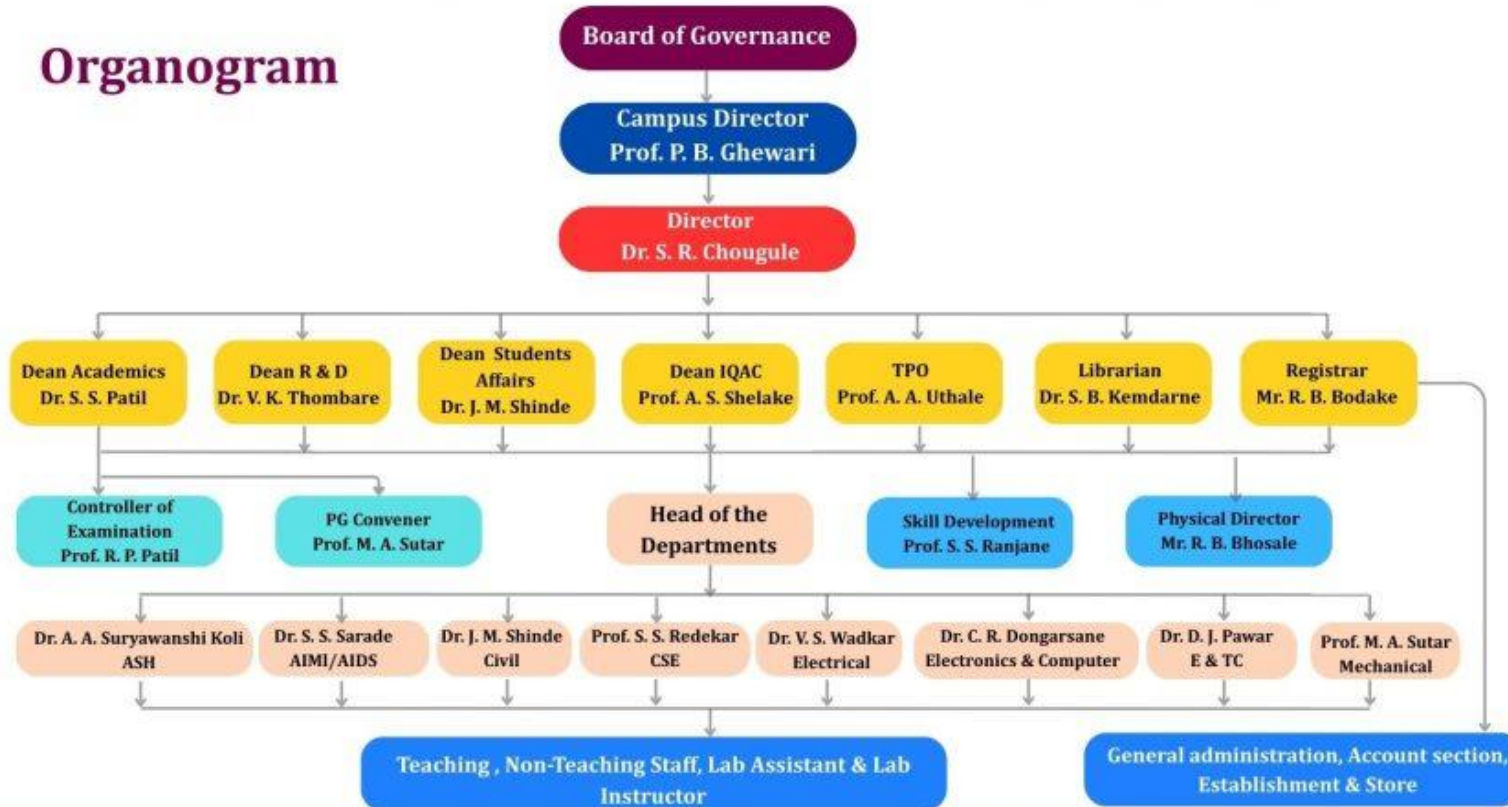 Organogram
Board of Governance
Campus Director
Prof. P. B. Ghewari
Director
Dr. S. R. Chougule
Dean Academics
Dr. S. S. Patil
Dean R & D
Dr. V. K. Thombare
Dean Students
Affairs
Dr. J. M. Shinde
Dean IQAC
Prof. A. S. Shelake
TPO
Prof. A. A. Uthale
Librarian
Dr. S. B. Kemdarne
Registrar
Mr. R. B. Bodake
Controller of
Examination
Prof. R. P. Patil
PG Convener
Prof. M. A. Sutar
Head of the
Departments
Skill Development
Prof. S. S. Ranjane
Physical Director
Mr. R. B. Bhosale
Dr. A. A. Suryawanshi Koli
ASH
Dr. S. S. Sarade
AIMl/AIDS
Dr. J. M. Shinde
Civil
Prof. S. S. Redekar
CSE
Dr. V. S. Wadkar
Electrical
Dr. C. R. Dongarsane
Electronics & Computer
Dr. D. J. Pawar
E & TC
Prof. M. A. Sutar
Mechanical
Teaching , Non-Teaching Staff, Lab Assistant & Lab
Instructor
General administration, Account section,
Establishment & Store